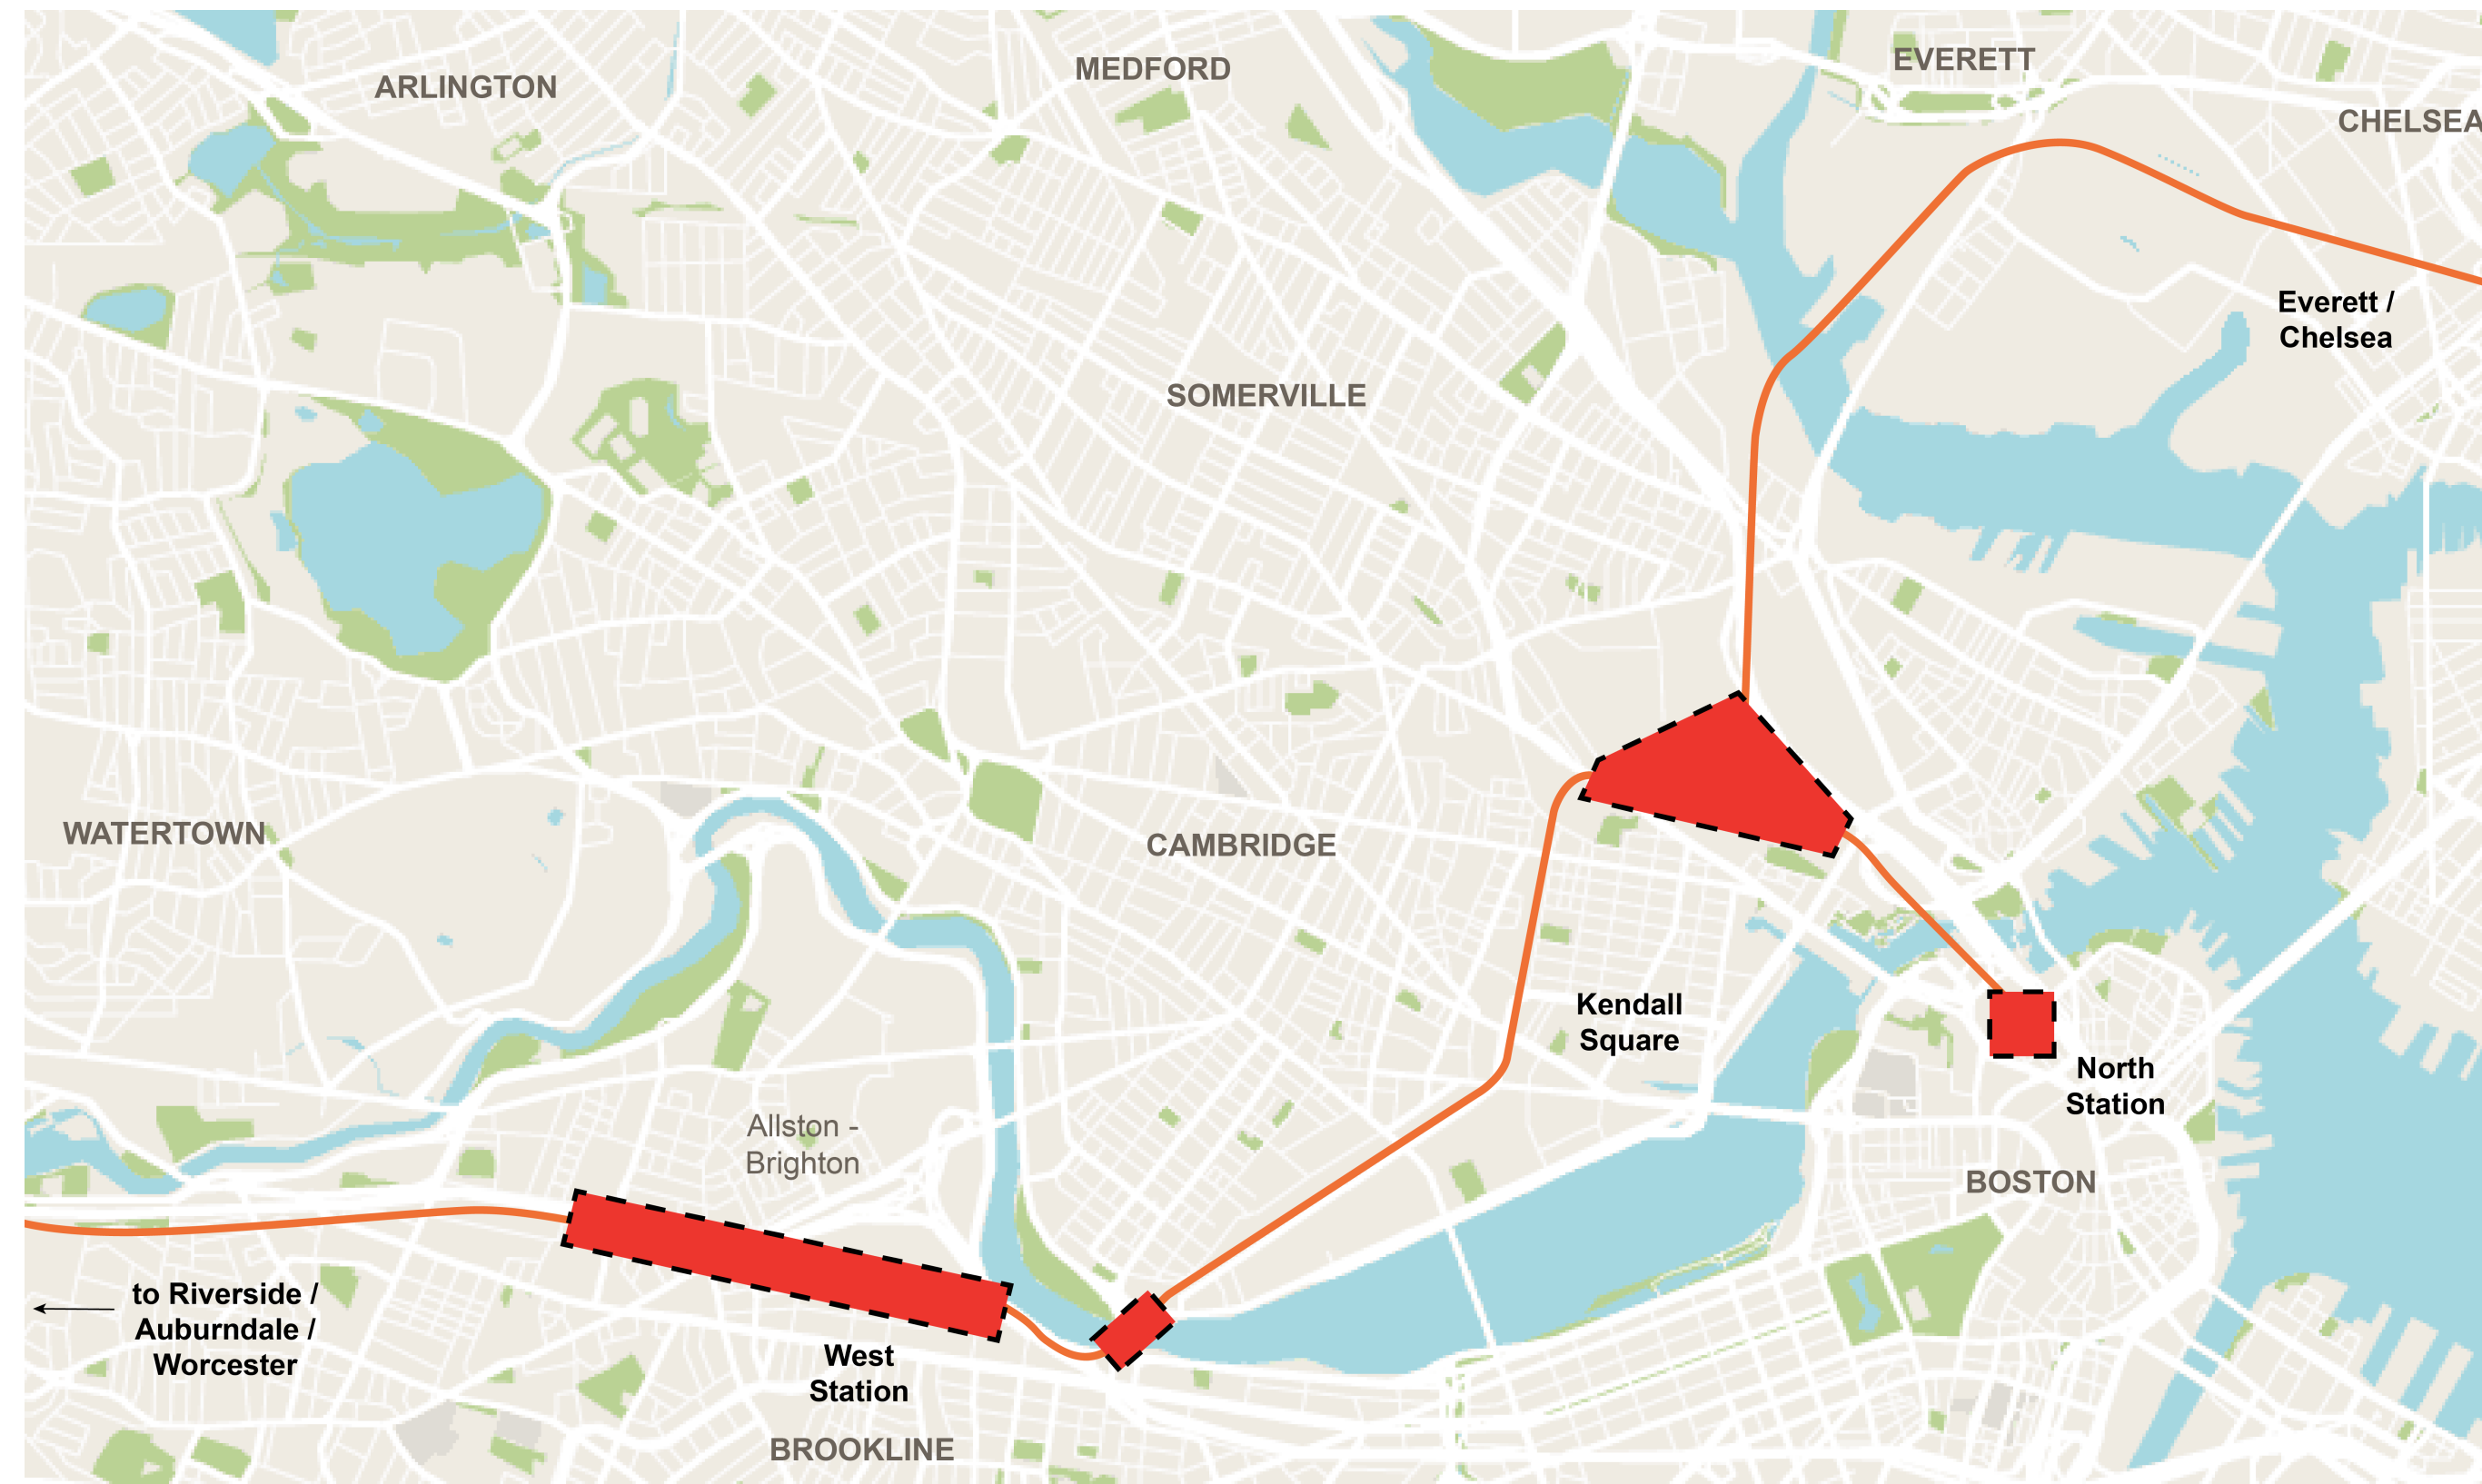 EVERETT
MEDFORD
ARLINGTON
CHELSEA
Everett /
Chelsea
SOMERVILLE
WATERTOWN
CAMBRIDGE
Kendall
Square
North
Station
Allston -
Brighton
BOSTON
to Riverside /
Auburndale /
Worcester
West
Station
BROOKLINE